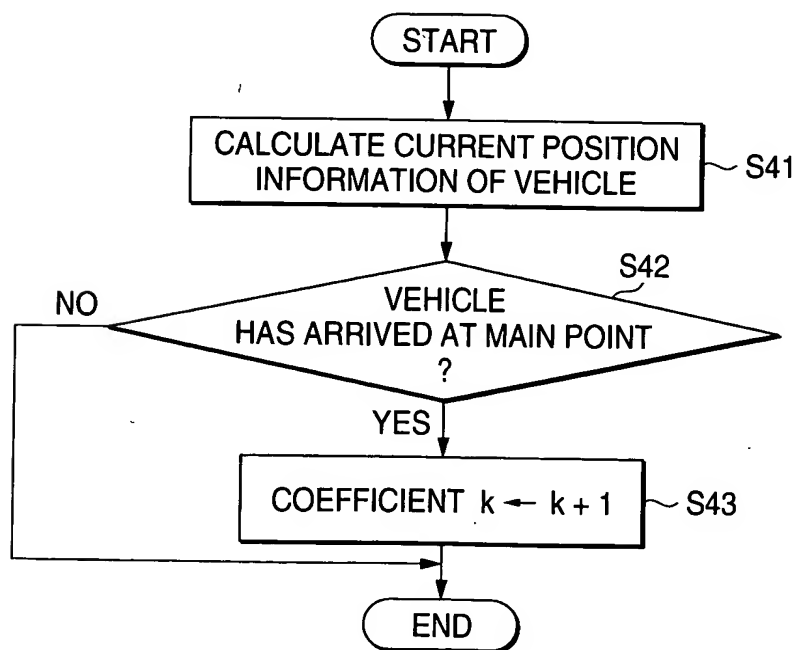 START
CALCULATE CURRENT POSITION
INFORMATION OF VEHICLE
S41
S42
NO
VEHICLE
HAS ARRIVED AT MAIN POINT
?
YES
COEFFICIENT k ← k + 1
S43
END